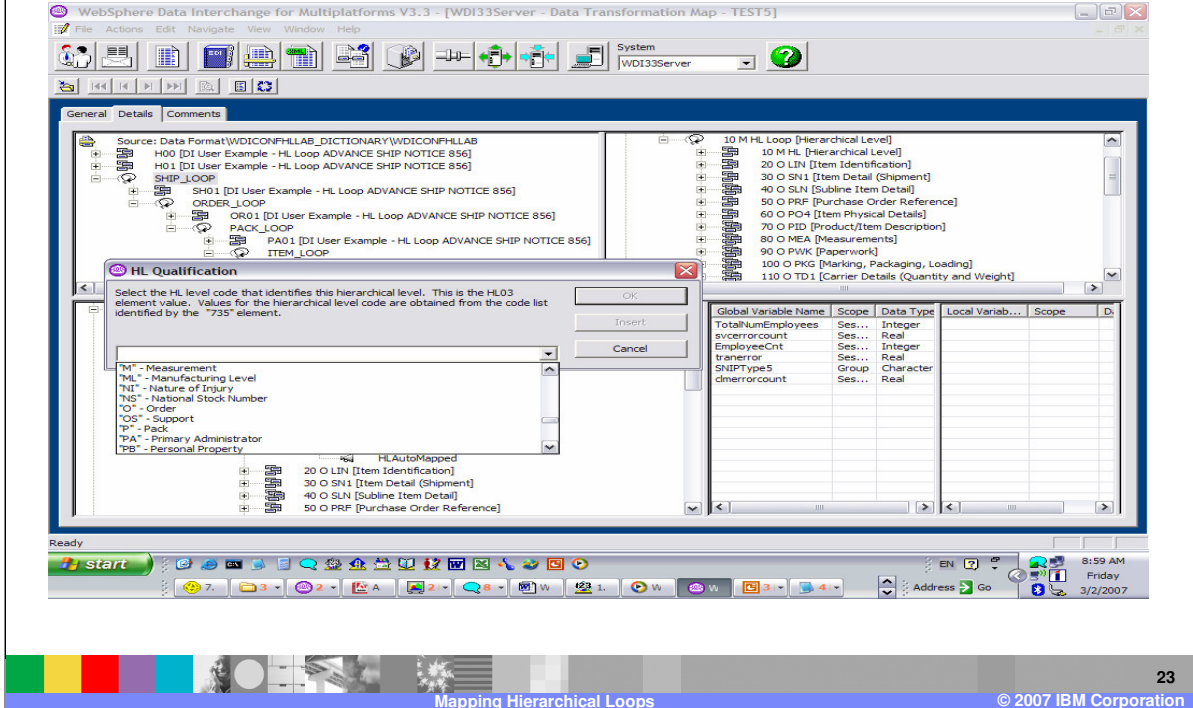 WebSphere Data Interchange for Multiplatforms V3.3 - [WDI33Server - Data Transformation Map - TEST5]
File Actions Edit Navigate View Window Help
System
WDI33Server
General Details Comments
Source: Data Format\WDICONFHLLAB_DICTIONARY\WDICONFHLLAB
H00 [DI User Example - HL Loop ADVANCE SHIP NOTICE 856]
H01 [DI User Example - HL Loop ADVANCE SHIP NOTICE 856]
SHIP_LOOP
SH01 [DI User Example - HL Loop ADVANCE SHIP NOTICE 856]
ORDER_LOOP
OR01 [DI User Example - HL Loop ADVANCE SHIP NOTICE 856]
PACK_LOOP
PA01 [DI User Example - HL Loop ADVANCE SHIP NOTICE 856]
ITEM_LOOP
10 M HL Loop [Hierarchical Level]
10 M HL [Hierarchical Level]
20 O LIN [Item Identification]
30 O SN1 [Item Detail (Shipment)
40 O SLN [Subline Item Detail]
50 O PRF [Purchase Order Reference]
60 O PO4 [Item Physical Details]
70 O PID [Product/Item Description]
80 O MEA [Measurements]
90 O PWK [Paperwork]
100 O PKG [Marking, Packaging, Loading]
110 O TD1 [Carrier Details (Quantity and Weight]
HL Qualification
Select the HL level code that identifies this hierarchical level. This is the HL03
element value. Values for the hierarchical level code are obtained from the code list
identified by the "735" element.
OK
Insert
Cancel
"M" - Measurement
"ML" - Manufacturing Level
"NI" - Nature of Injury
"NS" - National Stock Number
"O" - Order
"OS" - Support
"P" - Pack
"PA" - Primary Administrator
"PB" - Personal Property
HLAutoMapped
20 O LIN [Item Identification]
30 O SN1 [Item Detail (Shipment)
40 O SLN [Subline Item Detail]
50 O PRF [Purchase Order Reference]
Global Variable Name Scope Data Type
TotalNumEmployees Ses... Integer
svcerrorcount Ses... Real
EmployeeCnt Ses... Integer
tranerror Ses... Real
SNIPType5 Group Character
clmerrorcount Ses... Real
Local Variab... Scope
Ready
start
EN
8:59 AM
Friday
3/2/2007
7. 3 2 A 2 8 W 1. W W 3 4
Address Go
23
Mapping Hierarchical Loops
© 2007 IBM Corporation